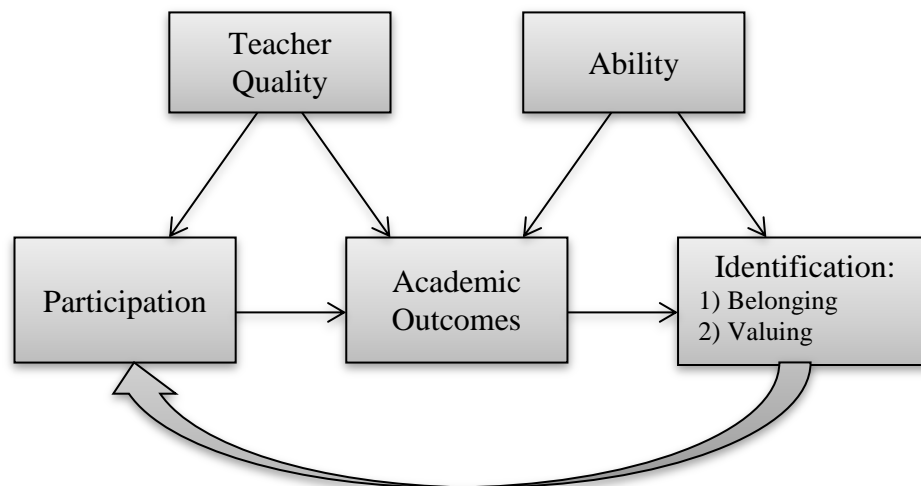 Teacher
Quality
Ability
Participation
Academic
Outcomes
Identification:
1) Belonging
2) Valuing